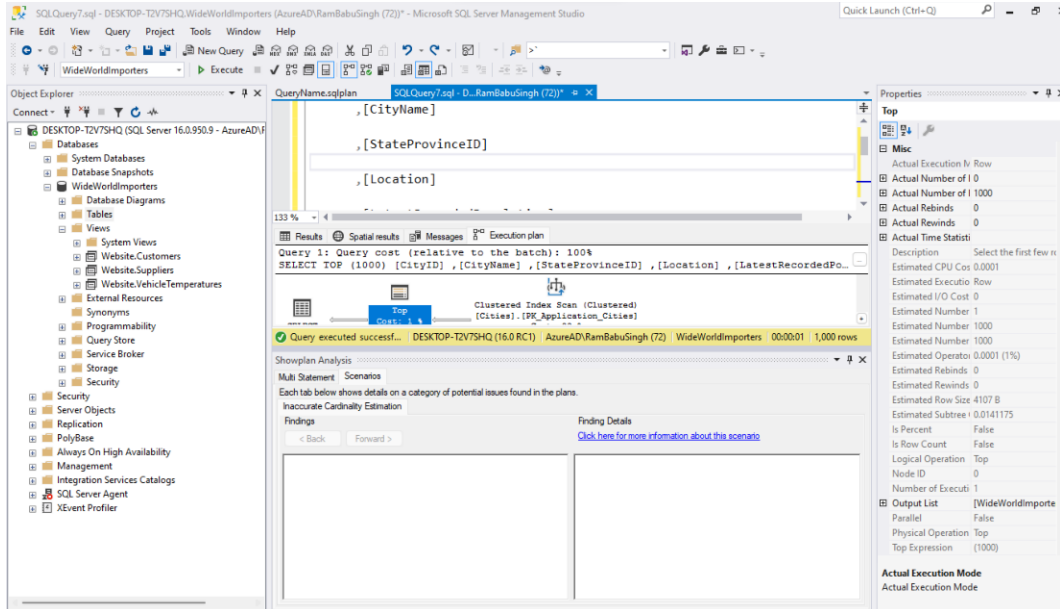 SQLQuery7.sql - DESKTOP-T2V7SHQ.WideWorldImporters (AzureAD\RamBabuSingh (72))* - Microsoft SQL Server Management Studio
Quick Launch (Ctrl+Q)
File Edit View Query Project Tools Window Help
New Query
WideWorldImporters
Execute
Object Explorer
Connect
DESKTOP-T2V7SHQ (SQL Server 16.0.950.9 - AzureAD\R
Databases
System Databases
Database Snapshots
WideWorldImporters
Database Diagrams
Tables
Views
System Views
Website.Customers
Website.Suppliers
Website.VehicleTemperatures
External Resources
Synonyms
Programmability
Query Store
Service Broker
Storage
Security
Security
Server Objects
Replication
PolyBase
Always On High Availability
Management
Integration Services Catalogs
SQL Server Agent
XEvent Profiler
QueryName.sqlplan
SQLQuery7.sql - D...RamBabuSingh (72))*
,[CityName]
,[StateProvinceID]
,[Location]
133 %
Results Spatial results Messages Execution plan
Query 1: Query cost (relative to the batch): 100%
SELECT TOP (1000) [CityID] ,[CityName] ,[StateProvinceID] ,[Location] ,[LatestRecordedPo...
Top
Cost: 1 %
Clustered Index Scan (Clustered)
[Cities].[PK_Application_Cities]
Query executed successf... DESKTOP-T2V7SHQ (16.0 RC1) AzureAD\RamBabuSingh (72) WideWorldImporters 00:00:01 1,000 rows
Showplan Analysis
Multi Statement Scenarios
Each tab below shows details on a category of potential issues found in the plans.
Inaccurate Cardinality Estimation
Findings
< Back Forward >
Finding Details
Click here for more information about this scenario
Properties
Top
Misc
Actual Execution M Row
Actual Number of I 0
Actual Number of I 1000
Actual Rebinds 0
Actual Rewinds 0
Actual Time Statisti
Description Select the first few ro
Estimated CPU Cos 0.0001
Estimated Executio Row
Estimated I/O Cost 0
Estimated Number 1
Estimated Number 1000
Estimated Number 1000
Estimated Operator 0.0001 (1%)
Estimated Rebinds 0
Estimated Rewinds 0
Estimated Row Size 4107 B
Estimated Subtree 0.0141175
Is Percent False
Is Row Count False
Logical Operation Top
Node ID 0
Number of Executi 1
Output List [WideWorldImporte
Parallel False
Physical Operation Top
Top Expression (1000)
Actual Execution Mode
Actual Execution Mode